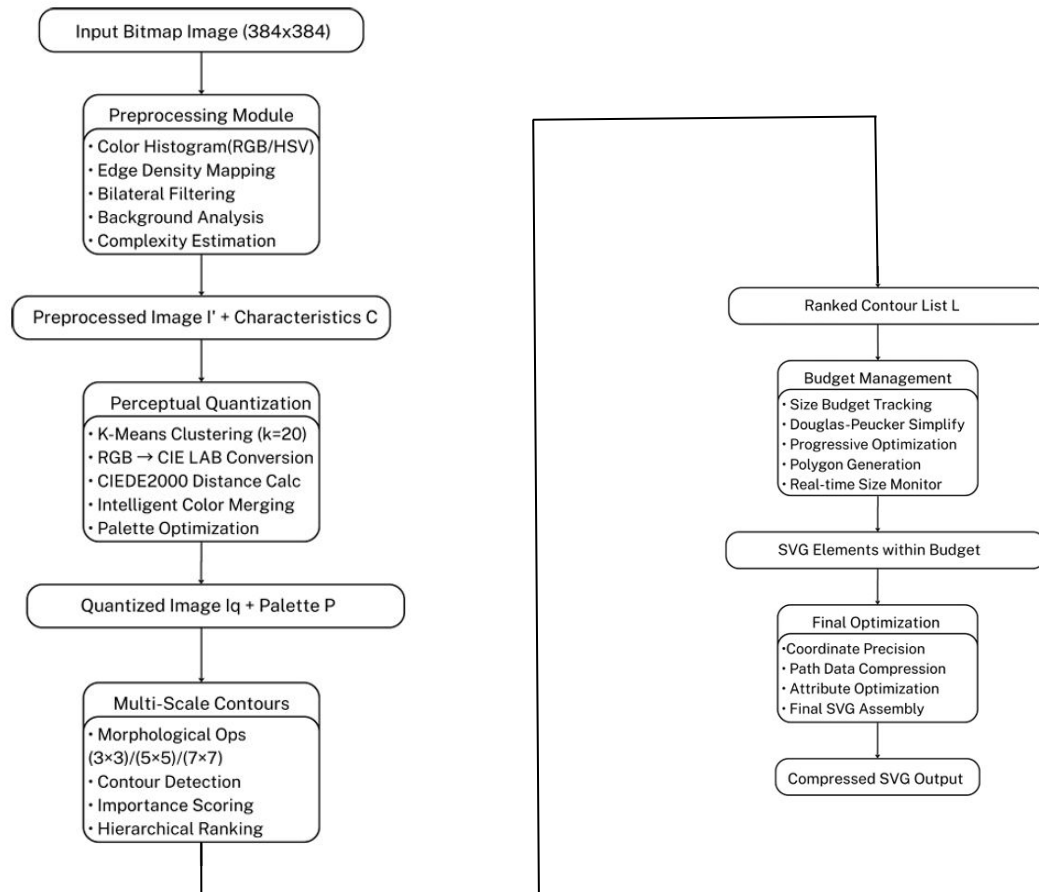 Input Bitmap Image (384x384)
Preprocessing Module
• Color Histogram(RGB/HSV)
• Edge Density Mapping
• Bilateral Filtering
• Background Analysis
• Complexity Estimation
Preprocessed Image I' + Characteristics C
Perceptual Quantization
• K-Means Clustering (k=20)
• RGB → CIE LAB Conversion
• CIEDE2000 Distance Calc
• Intelligent Color Merging
• Palette Optimization
Quantized Image Iq + Palette P
Multi-Scale Contours
• Morphological Ops
(3×3)/(5×5)/(7×7)
• Contour Detection
• Importance Scoring
• Hierarchical Ranking
Ranked Contour List L
Budget Management
• Size Budget Tracking
• Douglas-Peucker Simplify
• Progressive Optimization
• Polygon Generation
• Real-time Size Monitor
SVG Elements within Budget
Final Optimization
•Coordinate Precision
• Path Data Compression
• Attribute Optimization
• Final SVG Assembly
Compressed SVG Output